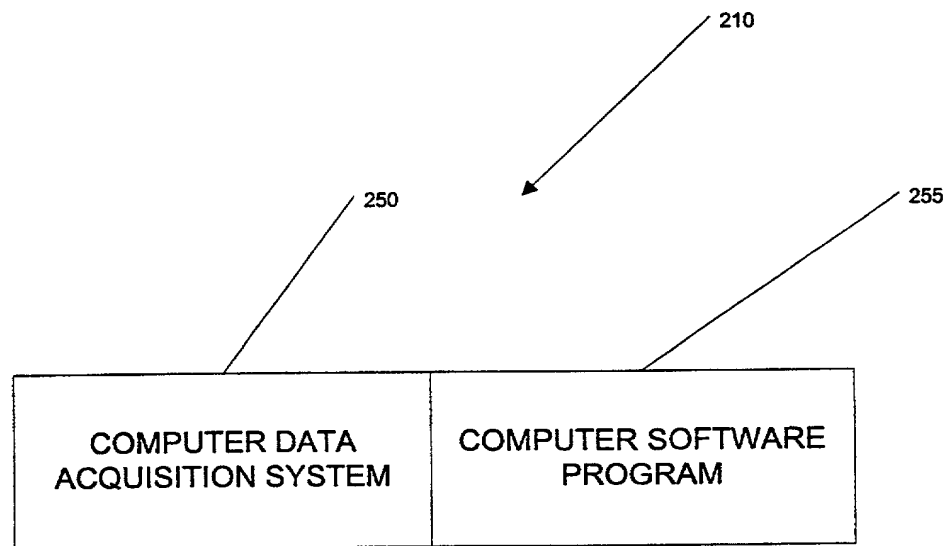 210
250
255
COMPUTER DATA
ACQUISITION SYSTEM
COMPUTER SOFTWARE
PROGRAM